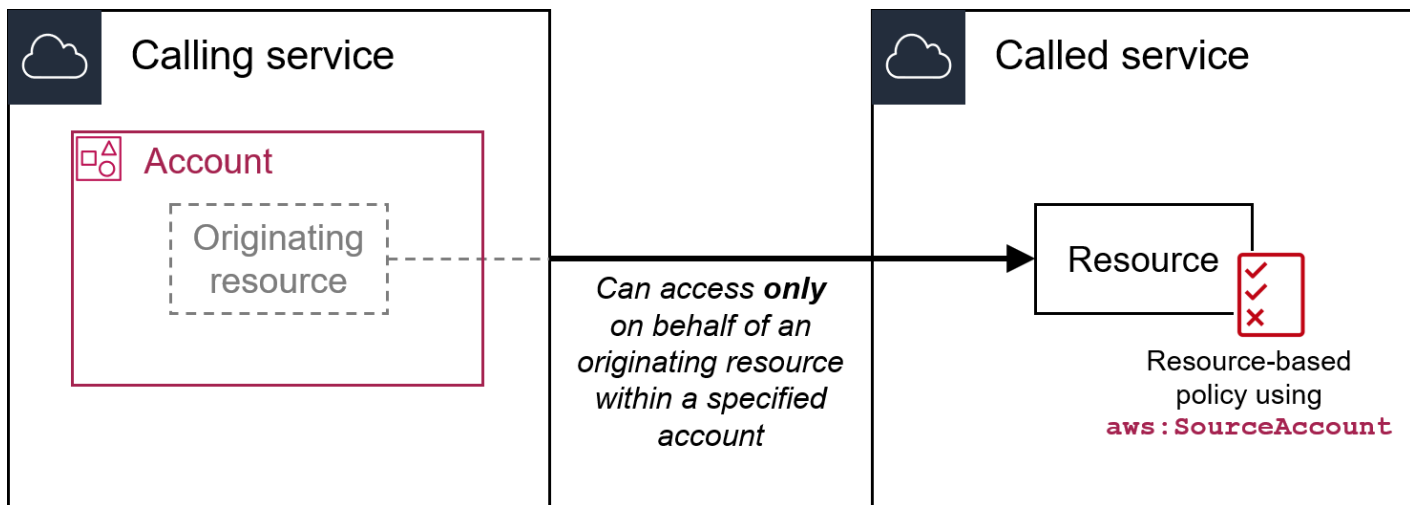 Calling service
Account
Originating
resource
Can access only
on behalf of an
originating resource
within a specified
account
Called service
Resource
Resource-based
policy using
aws:SourceAccount